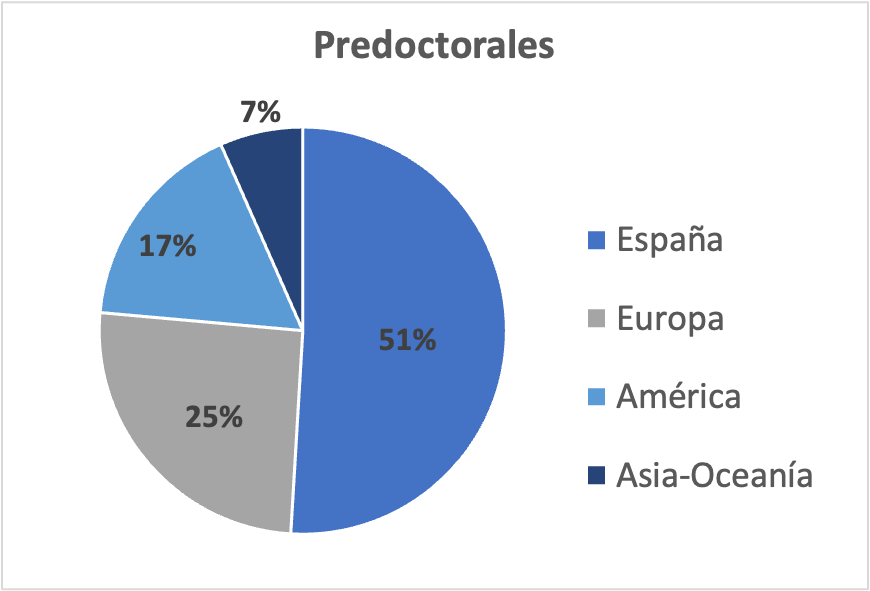 Predoctorales
7%
17%
51%
25%
España
Europa
América
Asia-Oceanía